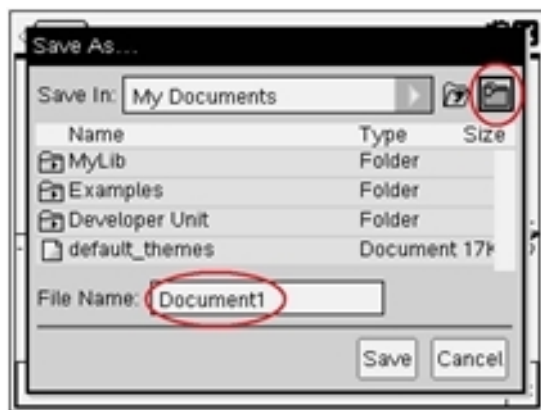 Save As...
Save In: My Documents
Name Type Size
MyLib Folder
Examples Folder
Developer Unit Folder
default_themes Document 17K
File Name: Document1
Save Cancel